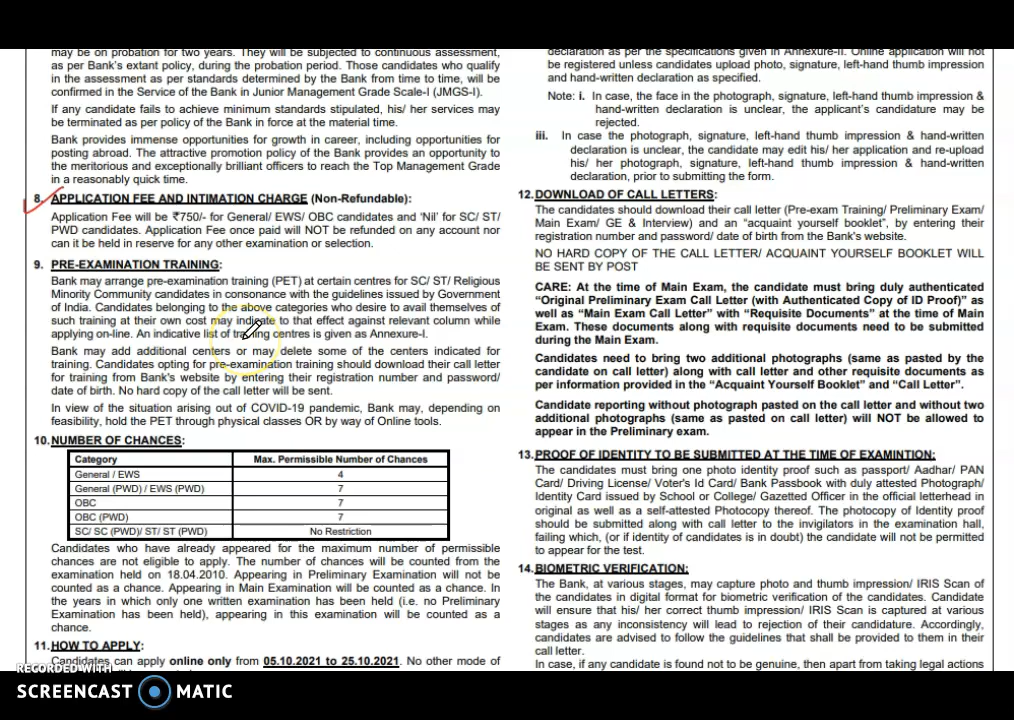 may be on probation for two years. They will be subjected to continuous assessment,
as per Bank's extant policy, during the probation period. Those candidates who qualify
in the assessment as per standards determined by the Bank from time to time, will be
confirmed in the Service of the Bank in Junior Management Grade Scale-I (JMGS-I).
If any candidate fails to achieve minimum standards stipulated, his/ her services may
be terminated as per policy of the Bank in force at the material time.
Bank provides immense opportunities for growth in career, including opportunities for
posting abroad. The attractive promotion policy of the Bank provides an opportunity to
the meritorious and exceptionally brilliant officers to reach the Top Management Grade
in a reasonably quick time.
8. APPLICATION FEE AND INTIMATION CHARGE (Non-Refundable):
Application Fee will be ₹750/- for General/ EWS/ OBC candidates and 'Nil' for SC/ ST/
PWD candidates. Application Fee once paid will NOT be refunded on any account nor
can it be held in reserve for any other examination or selection.
9. PRE-EXAMINATION TRAINING:
Bank may arrange pre-examination training (PET) at certain centres for SC/ ST/ Religious
Minority Community candidates in consonance with the guidelines issued by Government
of India. Candidates belonging to the above categories who desire to avail themselves of
such training at their own cost may indicate to that effect against relevant column while
applying on-line. An indicative list of training centres is given as Annexure-I.
Bank may add additional centers or may delete some of the centers indicated for
training. Candidates opting for pre-examination training should download their call letter
for training from Bank's website by entering their registration number and password/
date of birth. No hard copy of the call letter will be sent.
In view of the situation arising out of COVID-19 pandemic, Bank may, depending on
feasibility, hold the PET through physical classes OR by way of Online tools.
10. NUMBER OF CHANCES:
Category Max. Permissible Number of Chances
General / EWS 4
General (PWD) / EWS (PWD) 7
OBC 7
OBC (PWD) 7
SC/ SC (PWD)/ ST/ ST (PWD) No Restriction
Candidates who have already appeared for the maximum number of permissible
chances are not eligible to apply. The number of chances will be counted from the
examination held on 18.04.2010. Appearing in Preliminary Examination will not be
counted as a chance. Appearing in Main Examination will be counted as a chance. In
the years in which only one written examination has been held (i.e. no Preliminary
Examination has been held), appearing in this examination will be counted as a
chance.
11. HOW TO APPLY:
Candidates can apply online only from 05.10.2021 to 25.10.2021. No other mode of
declaration as per the specifications given in Annexure-II. Online application will not
be registered unless candidates upload photo, signature, left-hand thumb impression
and hand-written declaration as specified.
Note: i. In case, the face in the photograph, signature, left-hand thumb impression &
hand-written declaration is unclear, the applicant's candidature may be
rejected.
iii. In case the photograph, signature, left-hand thumb impression & hand-written
declaration is unclear, the candidate may edit his/ her application and re-upload
his/ her photograph, signature, left-hand thumb impression & hand-written
declaration, prior to submitting the form.
12. DOWNLOAD OF CALL LETTERS:
The candidates should download their call letter (Pre-exam Training/ Preliminary Exam/
Main Exam/ GE & Interview) and an “acquaint yourself booklet”, by entering their
registration number and password/ date of birth from the Bank's website.
NO HARD COPY OF THE CALL LETTER/ ACQUAINT YOURSELF BOOKLET WILL
BE SENT BY POST
CARE: At the time of Main Exam, the candidate must bring duly authenticated
“Original Preliminary Exam Call Letter (with Authenticated Copy of ID Proof)” as
well as “Main Exam Call Letter” with “Requisite Documents” at the time of Main
Exam. These documents along with requisite documents need to be submitted
during the Main Exam.
Candidates need to bring two additional photographs (same as pasted by the
candidate on call letter) along with call letter and other requisite documents as
per information provided in the “Acquaint Yourself Booklet” and “Call Letter”.
Candidate reporting without photograph pasted on the call letter and without two
additional photographs (same as pasted on call letter) will NOT be allowed to
appear in the Preliminary exam.
13. PROOF OF IDENTITY TO BE SUBMITTED AT THE TIME OF EXAMINTION:
The candidates must bring one photo identity proof such as passport/ Aadhar/ PAN
Card/ Driving License/ Voter's Id Card/ Bank Passbook with duly attested Photograph/
Identity Card issued by School or College/ Gazetted Officer in the official letterhead in
original as well as a self-attested Photocopy thereof. The photocopy of Identity proof
should be submitted along with call letter to the invigilators in the examination hall,
failing which, (or if identity of candidates is in doubt) the candidate will not be permitted
to appear for the test.
14. BIOMETRIC VERIFICATION:
The Bank, at various stages, may capture photo and thumb impression/ IRIS Scan of
the candidates in digital format for biometric verification of the candidates. Candidate
will ensure that his/ her correct thumb impression/ IRIS Scan is captured at various
stages as any inconsistency will lead to rejection of their candidature. Accordingly,
candidates are advised to follow the guidelines that shall be provided to them in their
call letter.
In case, if any candidate is found not to be genuine, then apart from taking legal actions
RECORDED WITH
SCREENCAST MATIC